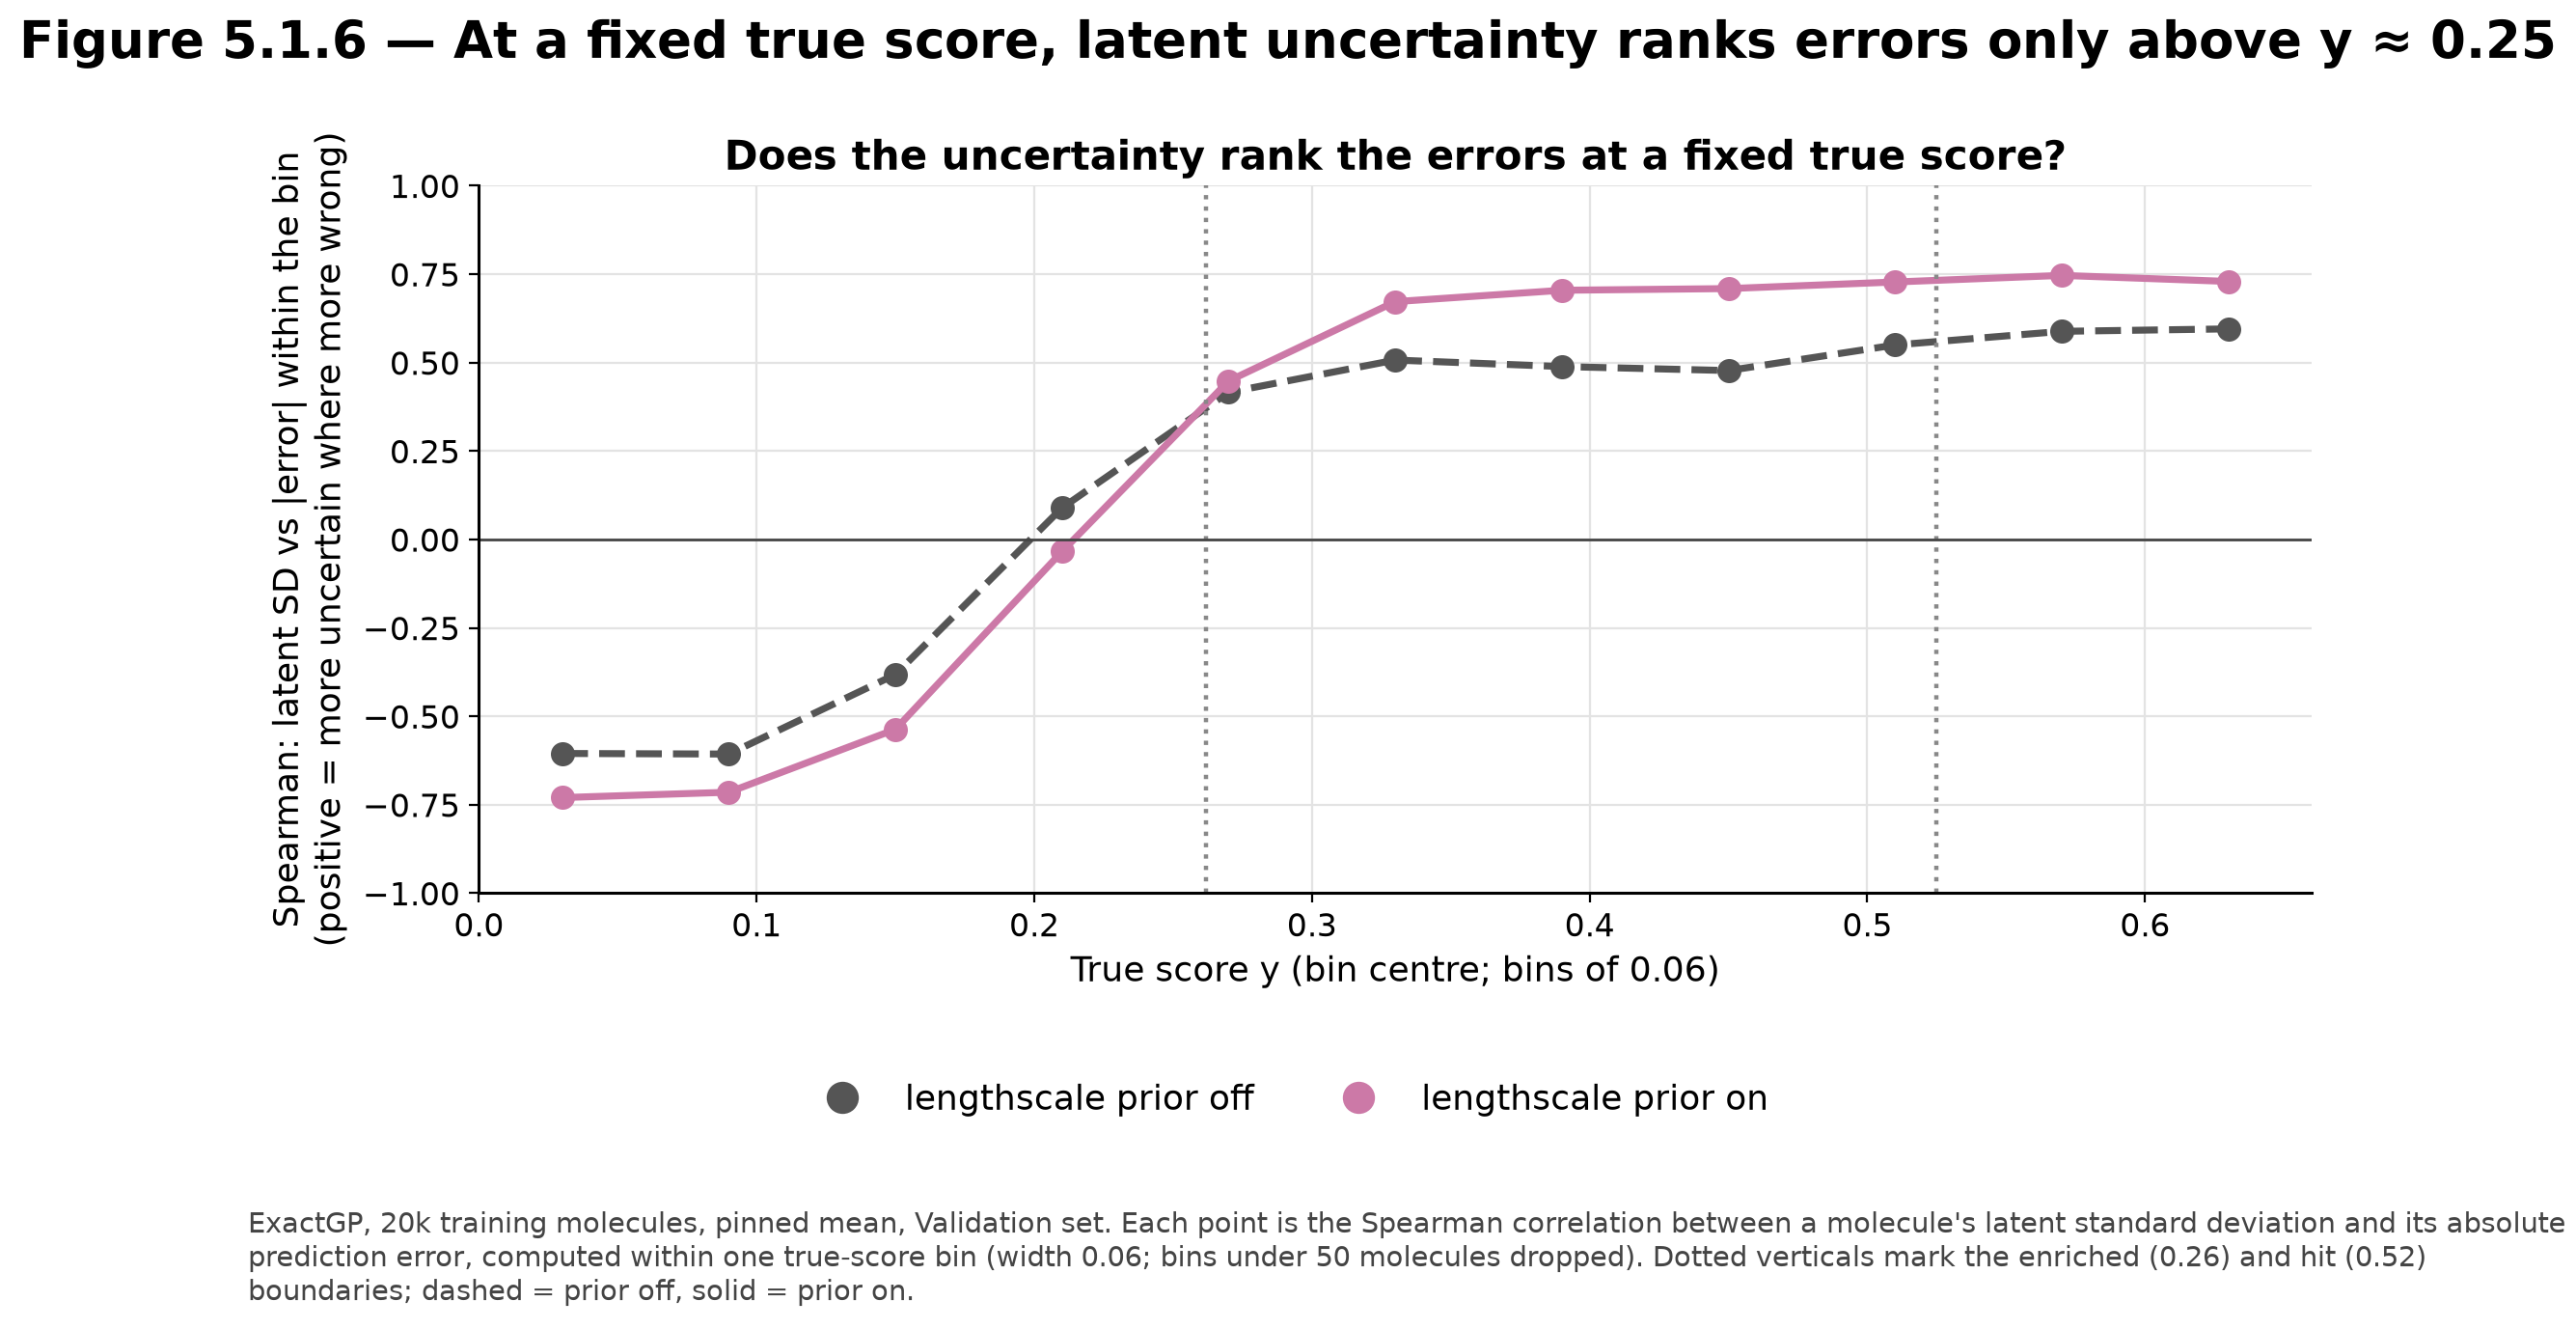 Figure 5.1.6 — At a fixed true score, latent uncertainty ranks errors only above y ≈ 0.25
Does the uncertainty rank the errors at a fixed true score?
Spearman: latent SD vs |error| within the bin
(positive = more uncertain where more wrong)
1.00
0.75
0.50
0.25
0.00
−0.25
−0.50
−0.75
−1.00
0.0 0.1 0.2 0.3 0.4 0.5 0.6
True score y (bin centre; bins of 0.06)
lengthscale prior off lengthscale prior on
ExactGP, 20k training molecules, pinned mean, Validation set. Each point is the Spearman correlation between a molecule's latent standard deviation and its absolute
prediction error, computed within one true-score bin (width 0.06; bins under 50 molecules dropped). Dotted verticals mark the enriched (0.26) and hit (0.52)
boundaries; dashed = prior off, solid = prior on.